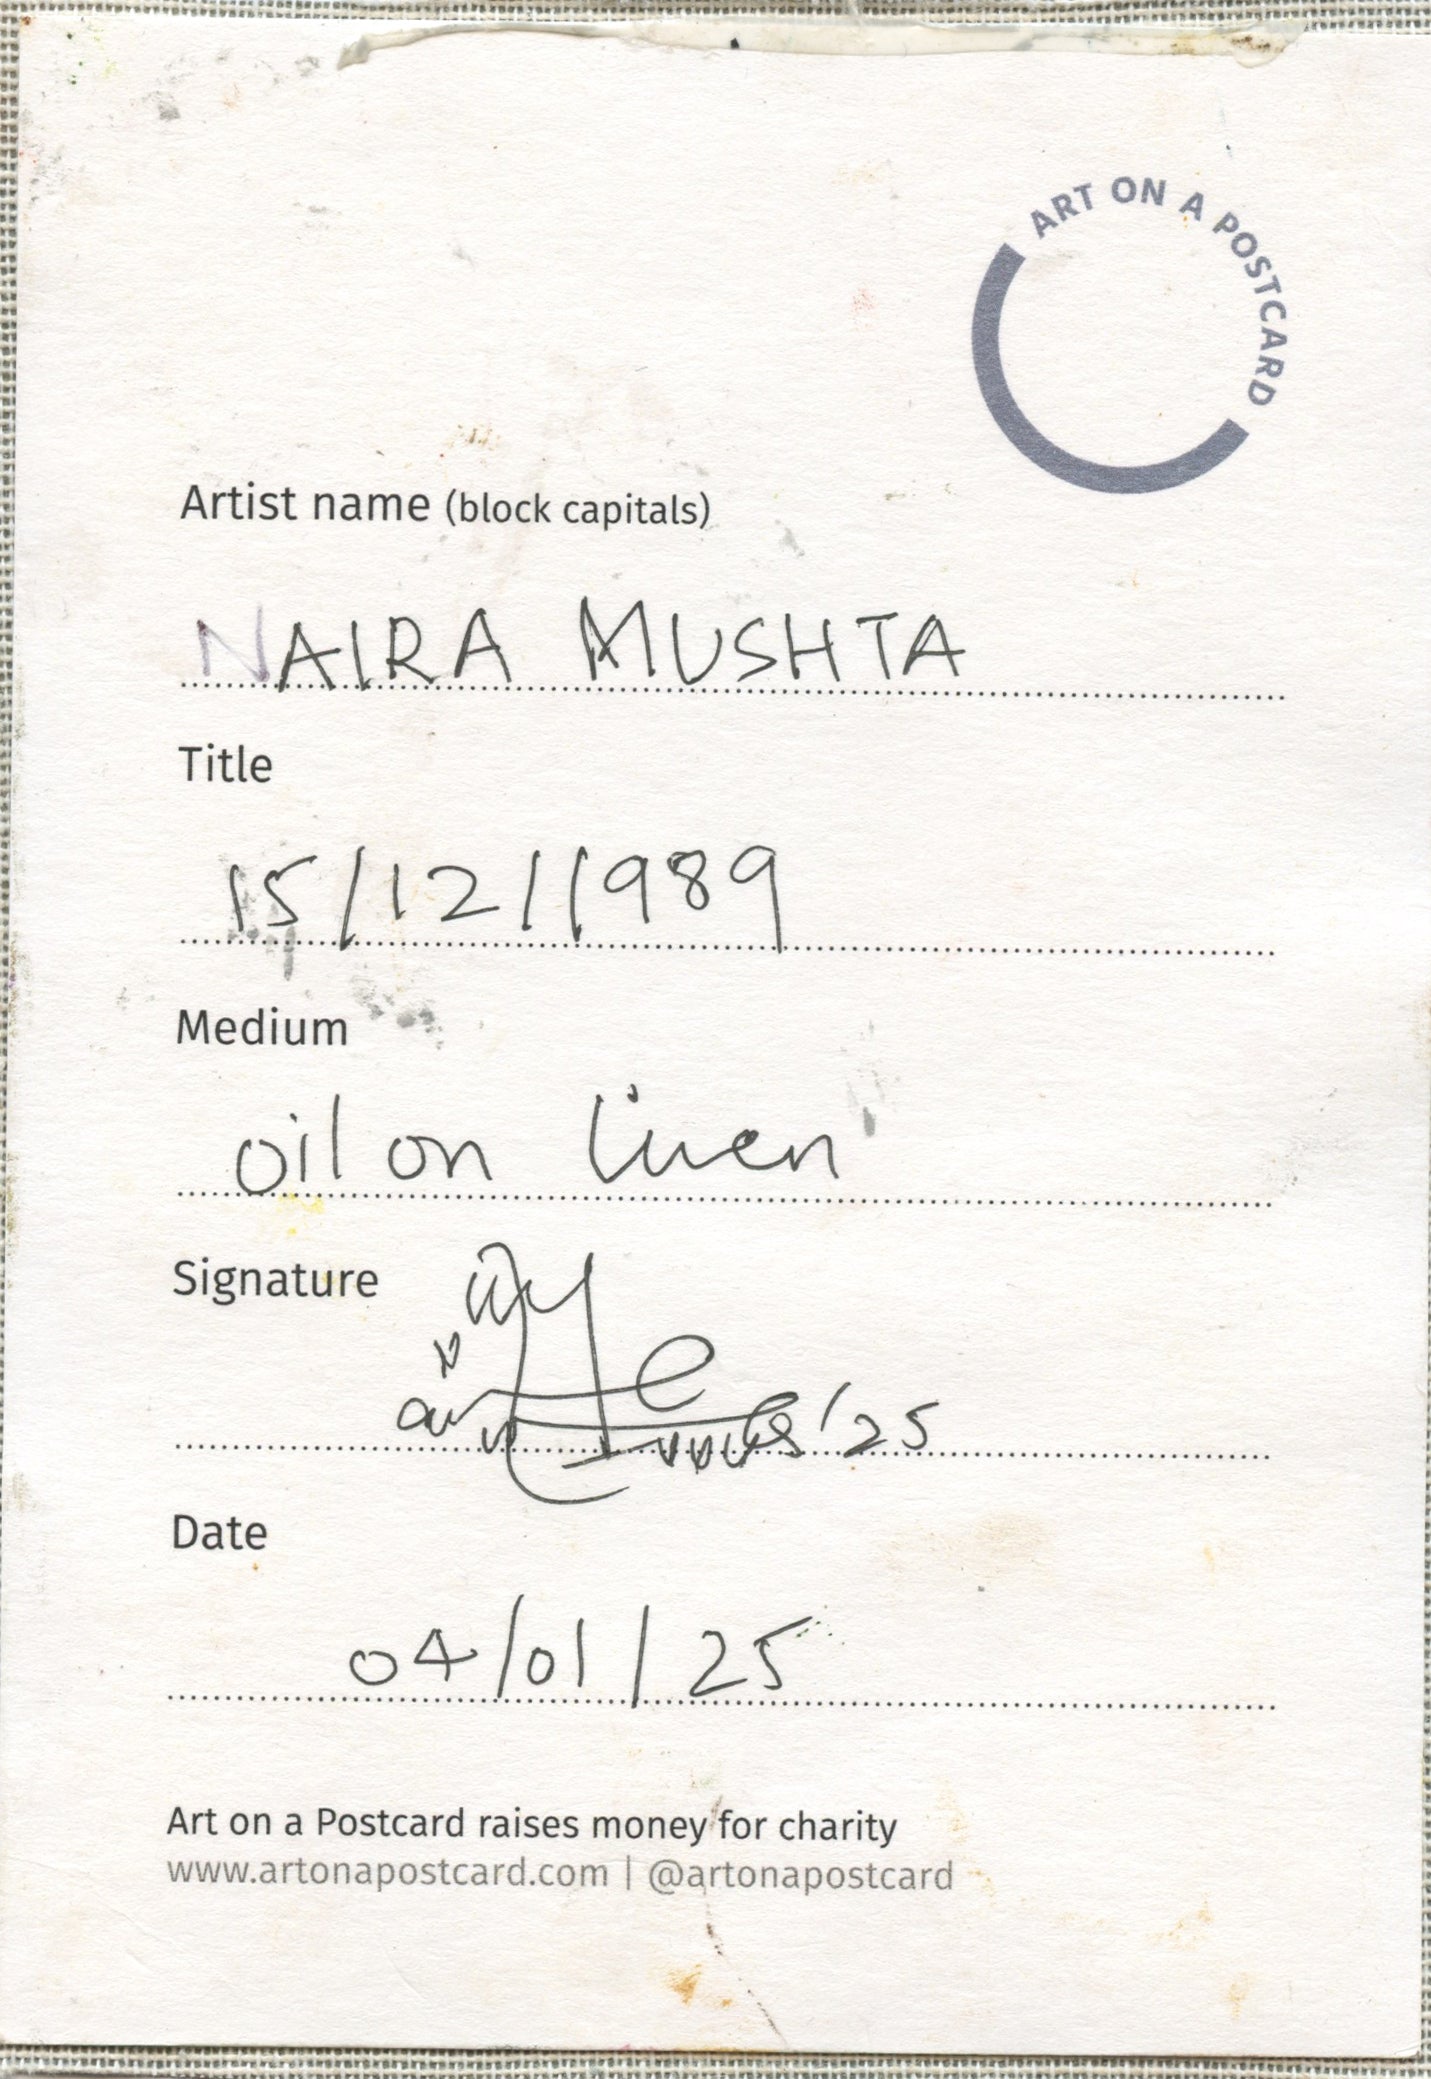 ART ON A POSTCARD
Artist name (block capitals)
NAIRA MUSHTA
Title
15/12/1989
Medium
oil on linen
Signature
'25
Date
04/01/25
Art on a Postcard raises money for charity
www.artonapostcard.com | @artonapostcard